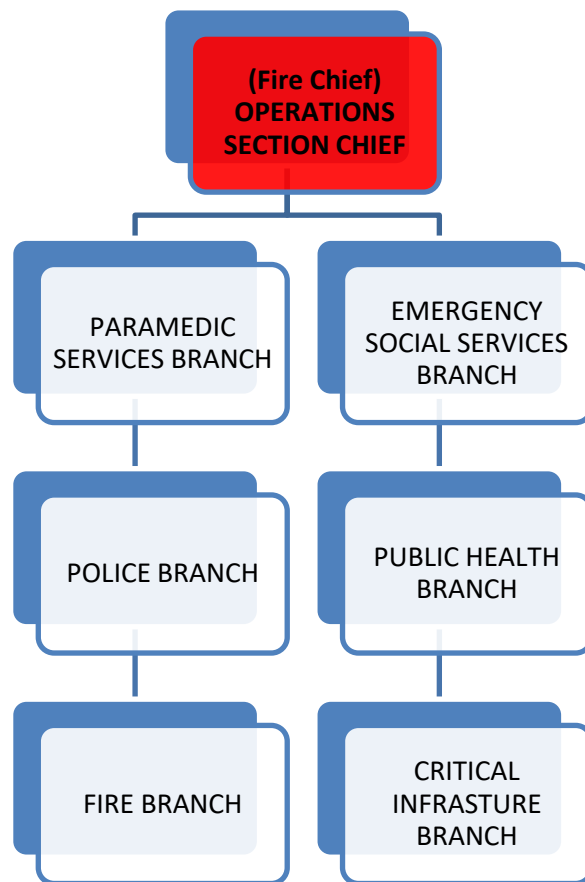 (Fire Chief)
OPERATIONS
SECTION CHIEF
PARAMEDIC
SERVICES BRANCH
EMERGENCY
SOCIAL SERVICES
BRANCH
POLICE BRANCH
PUBLIC HEALTH
BRANCH
FIRE BRANCH
CRITICAL
INFRASTURE
BRANCH